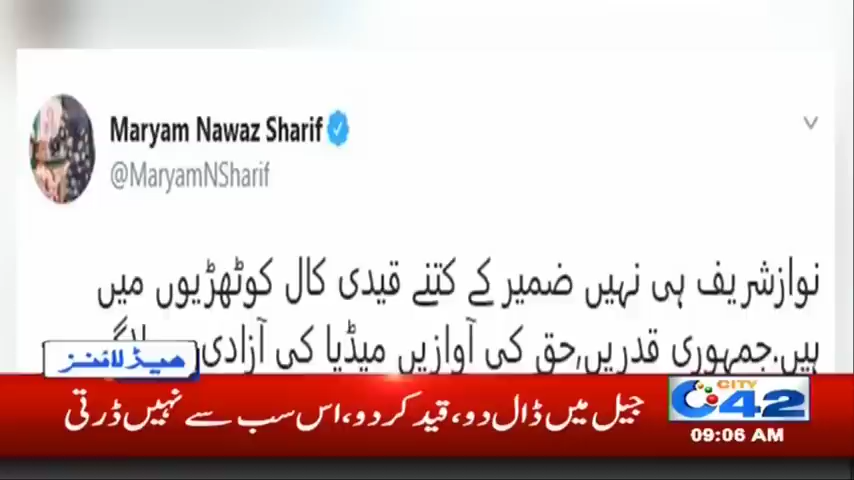 Maryam Nawaz Sharif
@MaryamNSharif
نوازشریف ہی نہیں ضمیر کے کتنے قیدی کال کوٹھڑیوں میں
ہیں.جمہوری قدریں,حق کی آوازیں میڈیا کی آزادی
ہیڈلائنز
جیل میں ڈال دو، قید کر دو، اس سب سے نہیں ڈرتی
CITY
42
09:06 AM